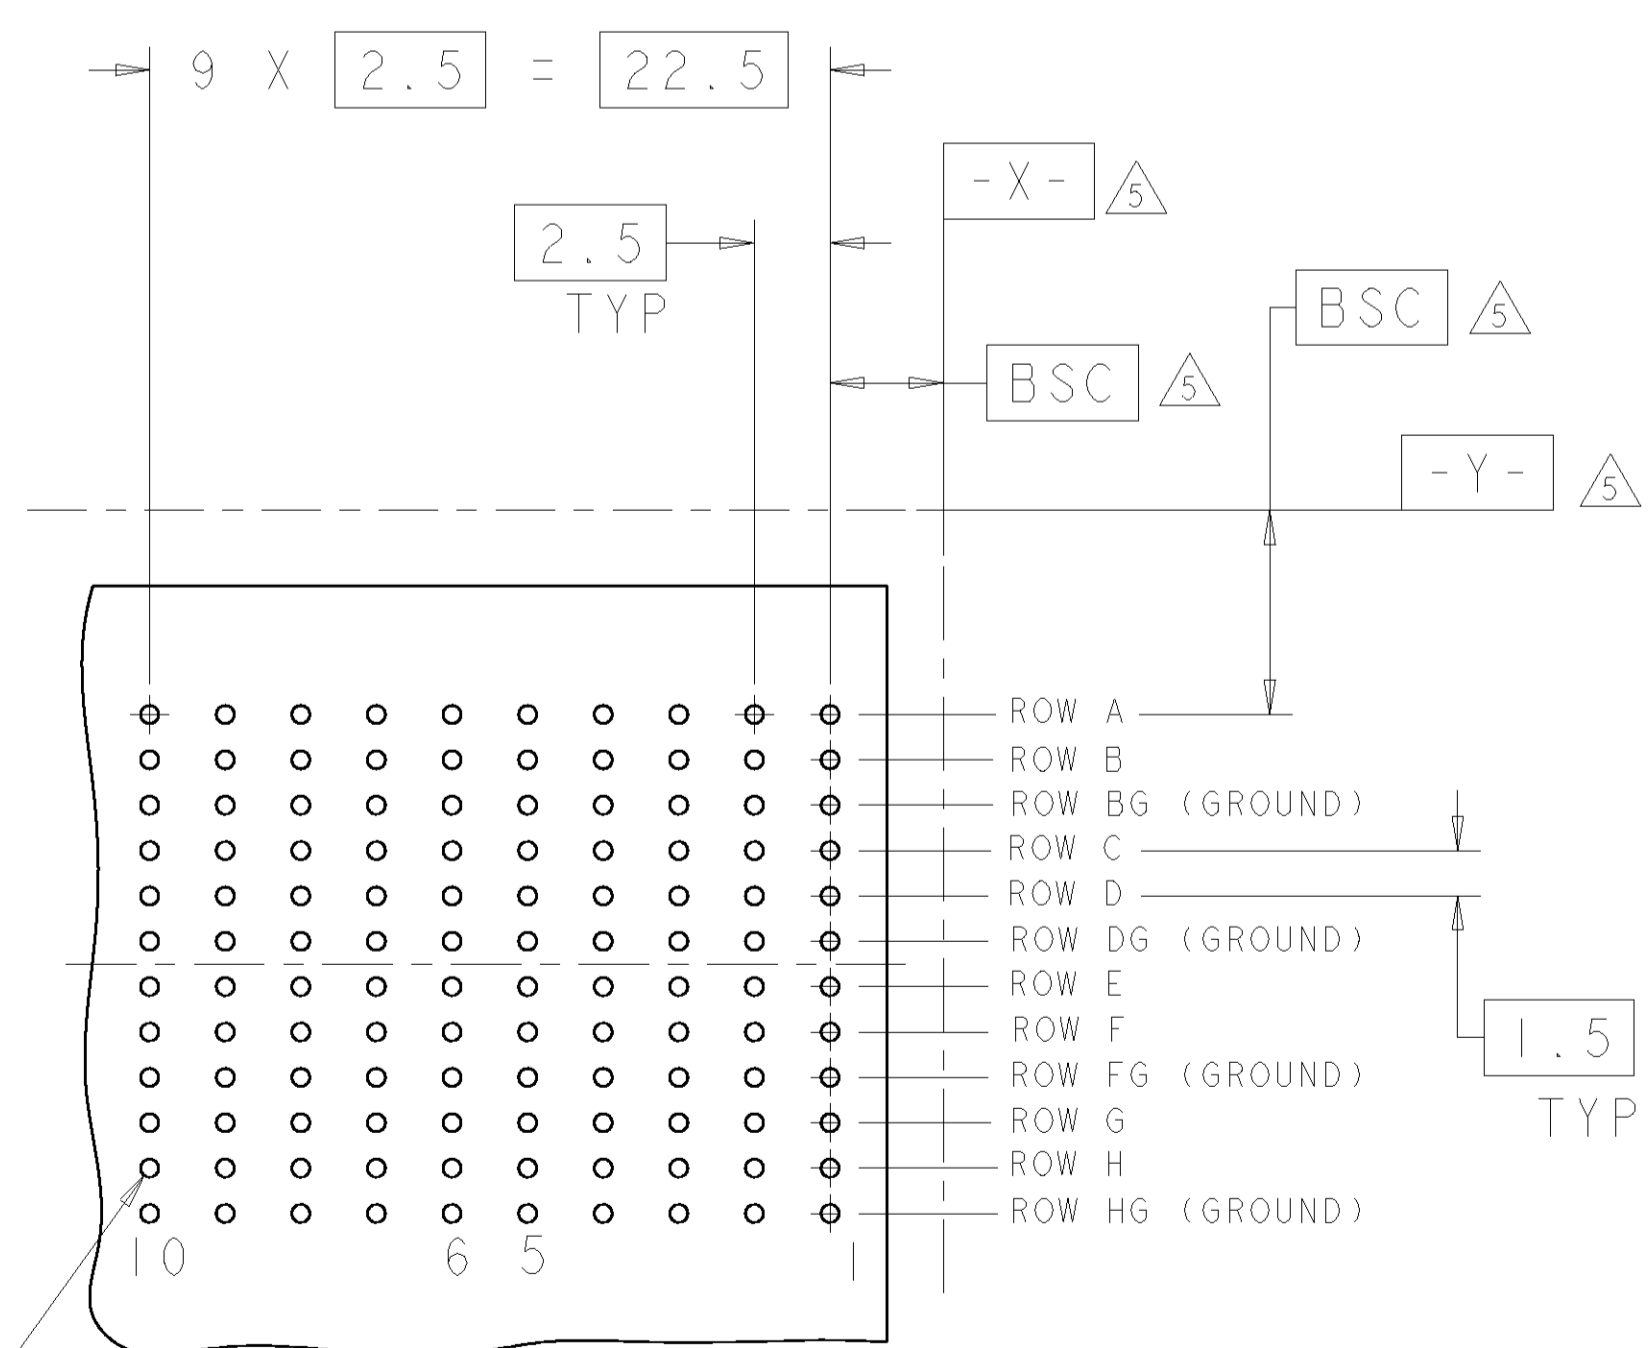 9 X 2.5 = 22.5
-X- 5
2.5
TYP
BSC 5
BSC 5
-Y- 5
ROW A
ROW B
ROW BG (GROUND)
ROW C
ROW D
ROW DG (GROUND)
ROW E
ROW F
ROW FG (GROUND)
ROW G
ROW H
ROW HG (GROUND)
1.5
TYP
10 6 5 1